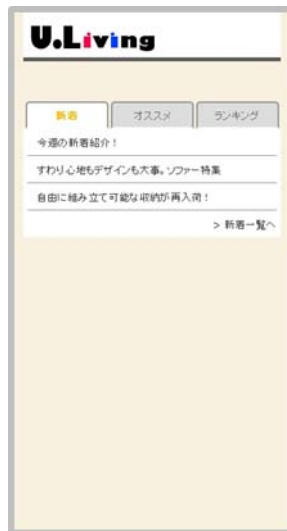 U.Living
新着 オススメ ランキング
今週の新着紹介！
すわり心地もデザインも大事。ソファー特集
自由に組み立て可能な収納が再入荷！
> 新着一覧へ